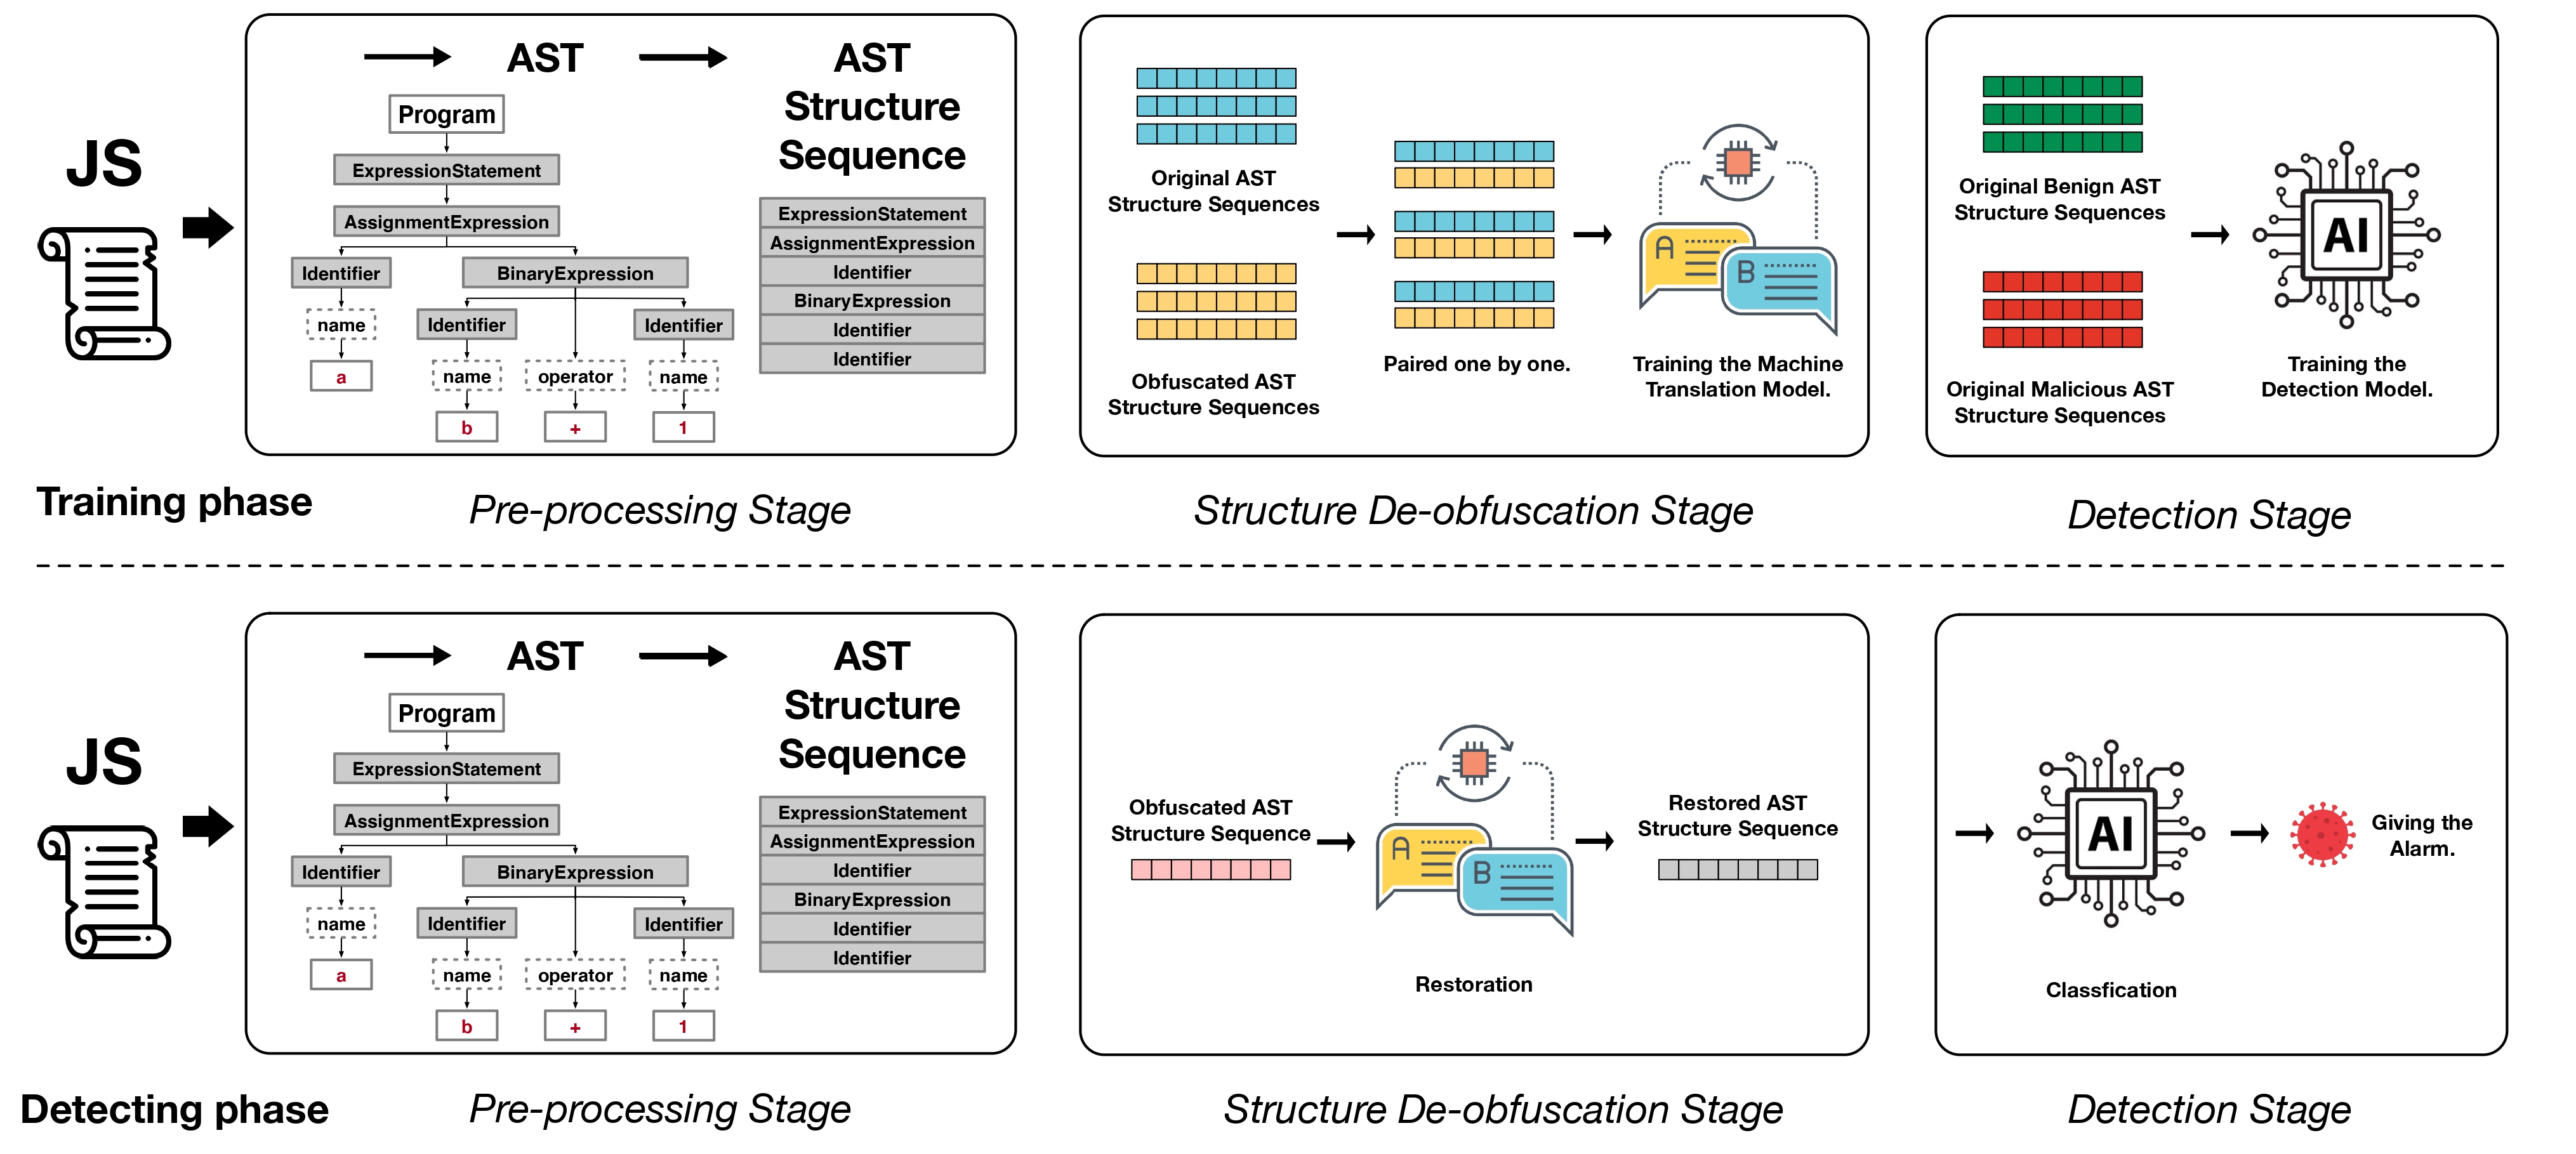 JS
AST
AST
Structure
Sequence
Program
ExpressionStatement
AssignmentExpression
Identifier
BinaryExpression
name
Identifier
Identifier
a
name
operator
name
b
+
1
ExpressionStatement
AssignmentExpression
Identifier
BinaryExpression
Identifier
Identifier
Original AST
Structure Sequences
Obfuscated AST
Structure Sequences
Paired one by one.
A
B
Training the Machine
Translation Model.
Original Benign AST
Structure Sequences
Original Malicious AST
Structure Sequences
AI
Training the
Detection Model.
Training phase
Pre-processing Stage
Structure De-obfuscation Stage
Detection Stage
JS
AST
AST
Structure
Sequence
Program
ExpressionStatement
AssignmentExpression
Identifier
BinaryExpression
name
Identifier
Identifier
a
name
operator
name
b
+
1
ExpressionStatement
AssignmentExpression
Identifier
BinaryExpression
Identifier
Identifier
Obfuscated AST
Structure Sequence
A
B
Restoration
Restored AST
Structure Sequence
AI
Classfication
Giving the
Alarm.
Detecting phase
Pre-processing Stage
Structure De-obfuscation Stage
Detection Stage